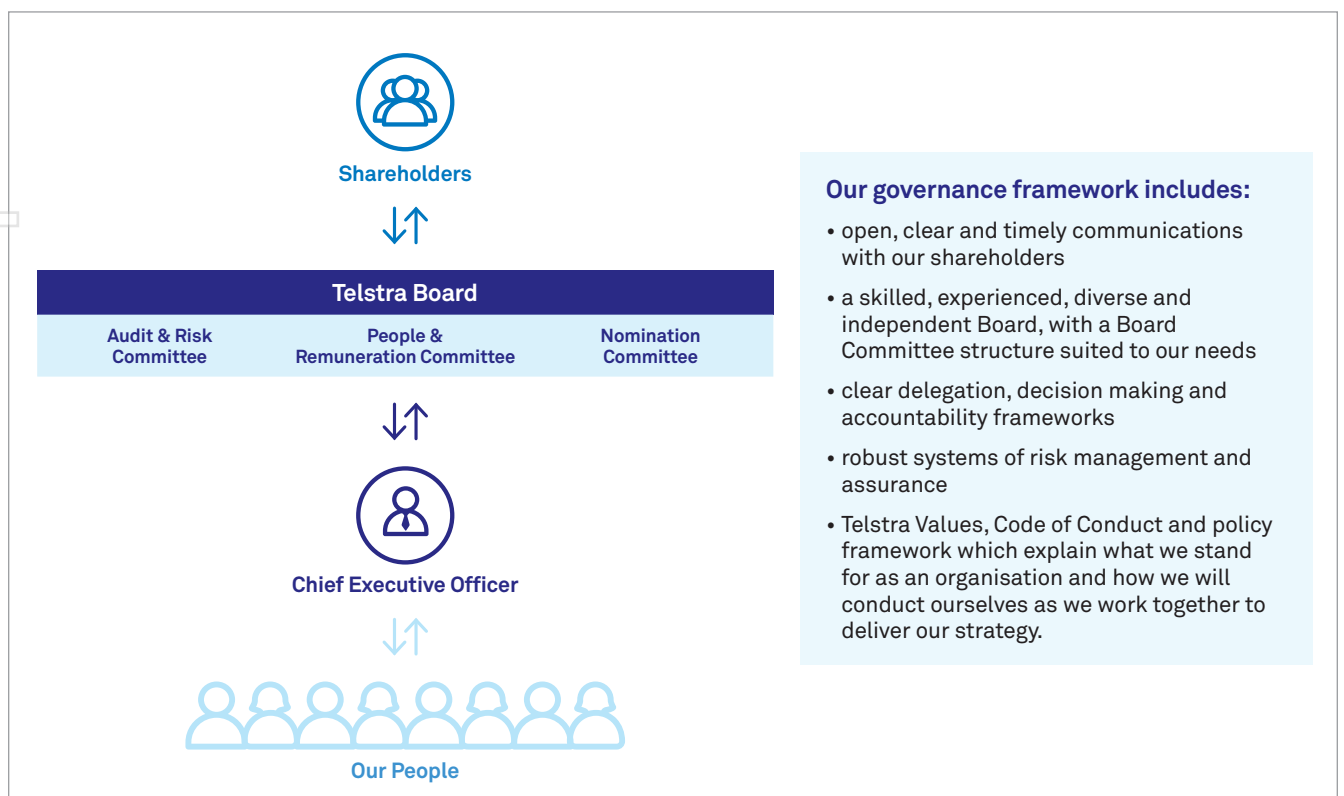 Shareholders
Telstra Board
Audit & Risk
Committee
People &
Remuneration Committee
Nomination
Committee
Chief Executive Officer
Our People
Our governance framework includes:
• open, clear and timely communications
with our shareholders
• a skilled, experienced, diverse and
independent Board, with a Board
Committee structure suited to our needs
• clear delegation, decision making and
accountability frameworks
• robust systems of risk management and
assurance
• Telstra Values, Code of Conduct and policy
framework which explain what we stand
for as an organisation and how we will
conduct ourselves as we work together to
deliver our strategy.